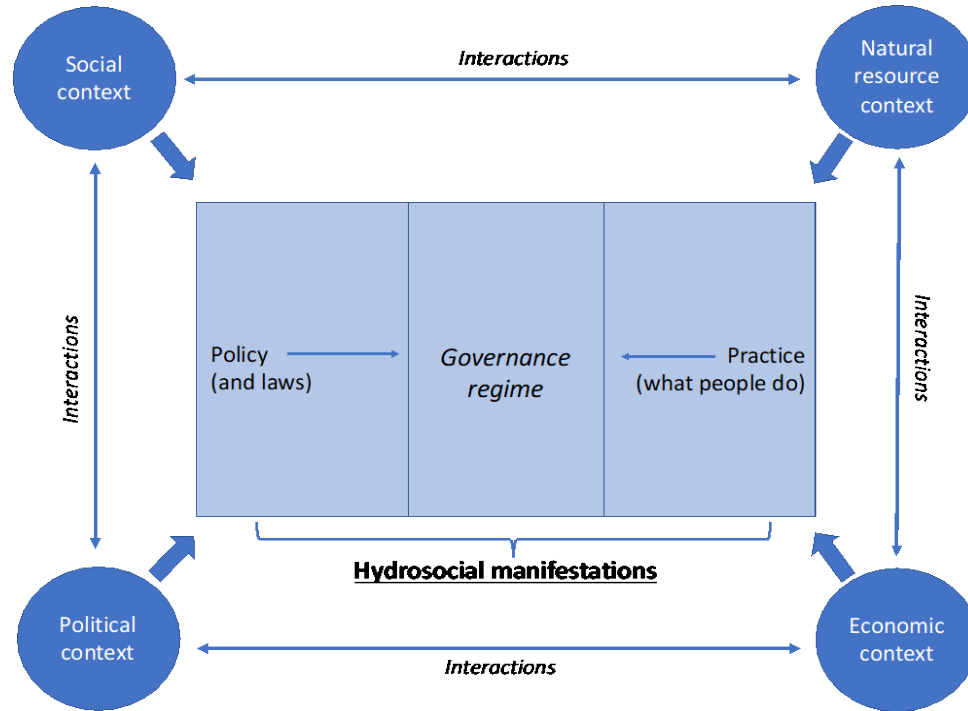 Social
context
Interactions
Natural
resource
context
Interactions
Interactions
Policy
(and laws)
Governance
regime
Practice
(what people do)
Hydrosocial manifestations
Political
context
Interactions
Economic
context